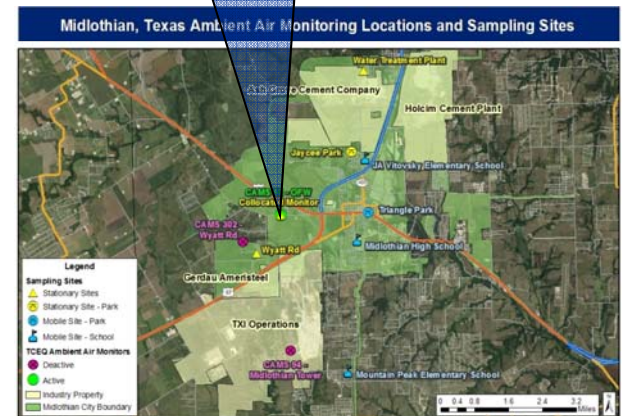 Midlothian, Texas Ambient Air Monitoring Locations and Sampling Sites
Water Treatment Plant
Cement Company
Holcim Cement Plant
Jaycee Park
JA Vitovsky Elementary School
CAMS
OFW
Collocated Monitor
Triangle Park
CAMS 302 -
Wyatt Rd
Midlothian High School
Wyatt Rd
Gerdau Ameristeel
TXI Operations
CAMS 94 -
Midlothian Tower
Mountain Peak Elementary School
Legend
Sampling Sites
Stationary Sites
Stationary Site - Park
Mobile Site - Park
Mobile Site - School
TCEQ Ambient Air Monitors
Deactive
Active
Industry Property
Midlothian City Boundary
0 0.4 0.8 1.6 2.4 3.2
Miles
N